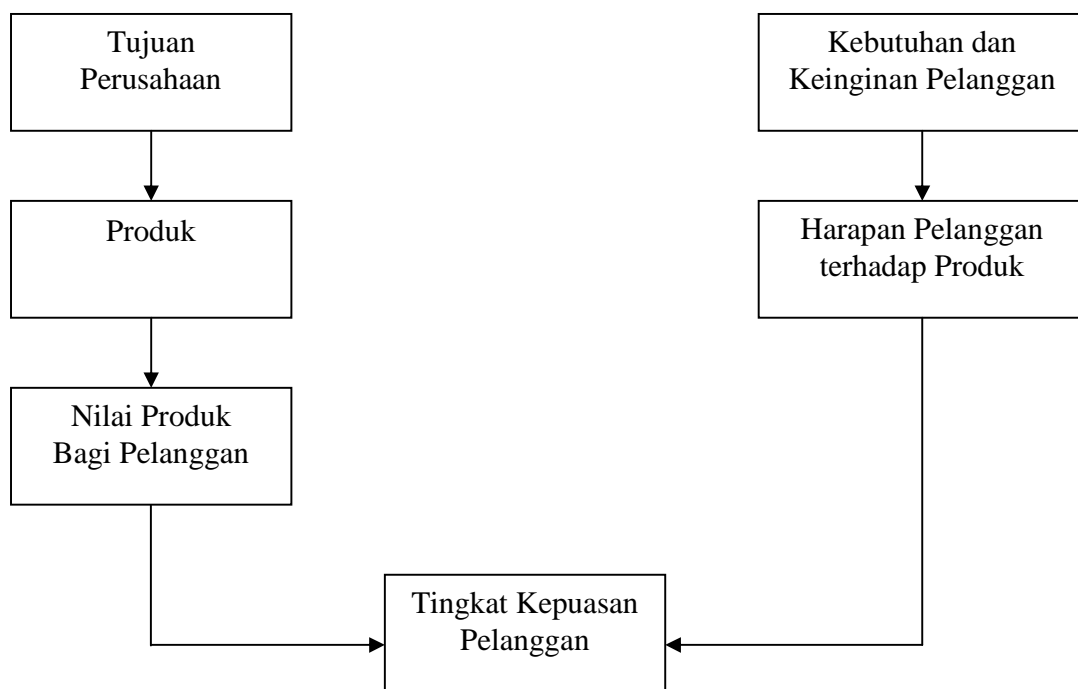 Tujuan
Perusahaan
Kebutuhan dan
Keinginan Pelanggan
Produk
Harapan Pelanggan
terhadap Produk
Nilai Produk
Bagi Pelanggan
Tingkat Kepuasan
Pelanggan